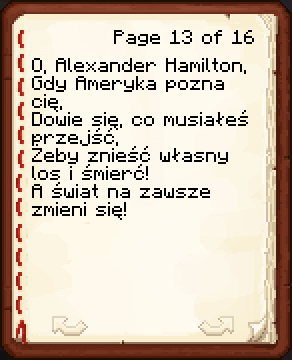 Page 13 of 16
O, Alexander Hamilton,
Gdy Ameryka pozna
cię,
Dowie się, co musiałeś
przejść,
Żeby znieść własny
los i śmierć!
A świat na zawsze
zmieni się!